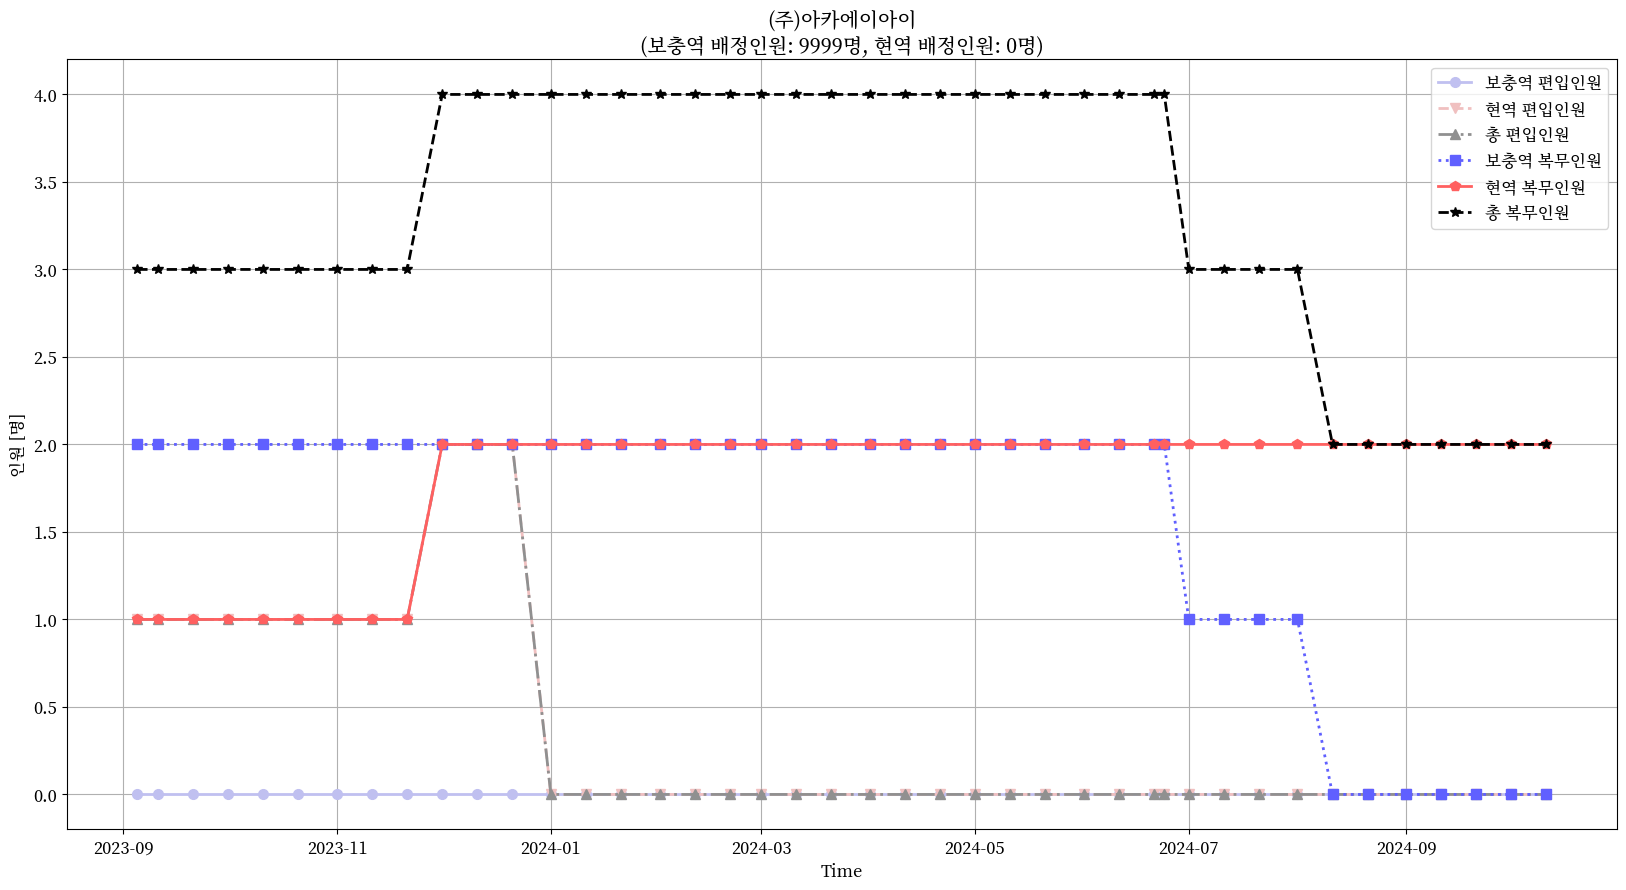 (주)아카에이아이
(보충역 배정인원: 9999명, 현역 배정인원: 0명)
보충역 편입인원
현역 편입인원
총 편입인원
보충역 복무인원
현역 복무인원
총 복무인원
4.0
3.5
3.0
2.5
2.0
1.5
1.0
0.5
0.0
인원 [명]
2023-09 2023-11 2024-01 2024-03 2024-05 2024-07 2024-09
Time